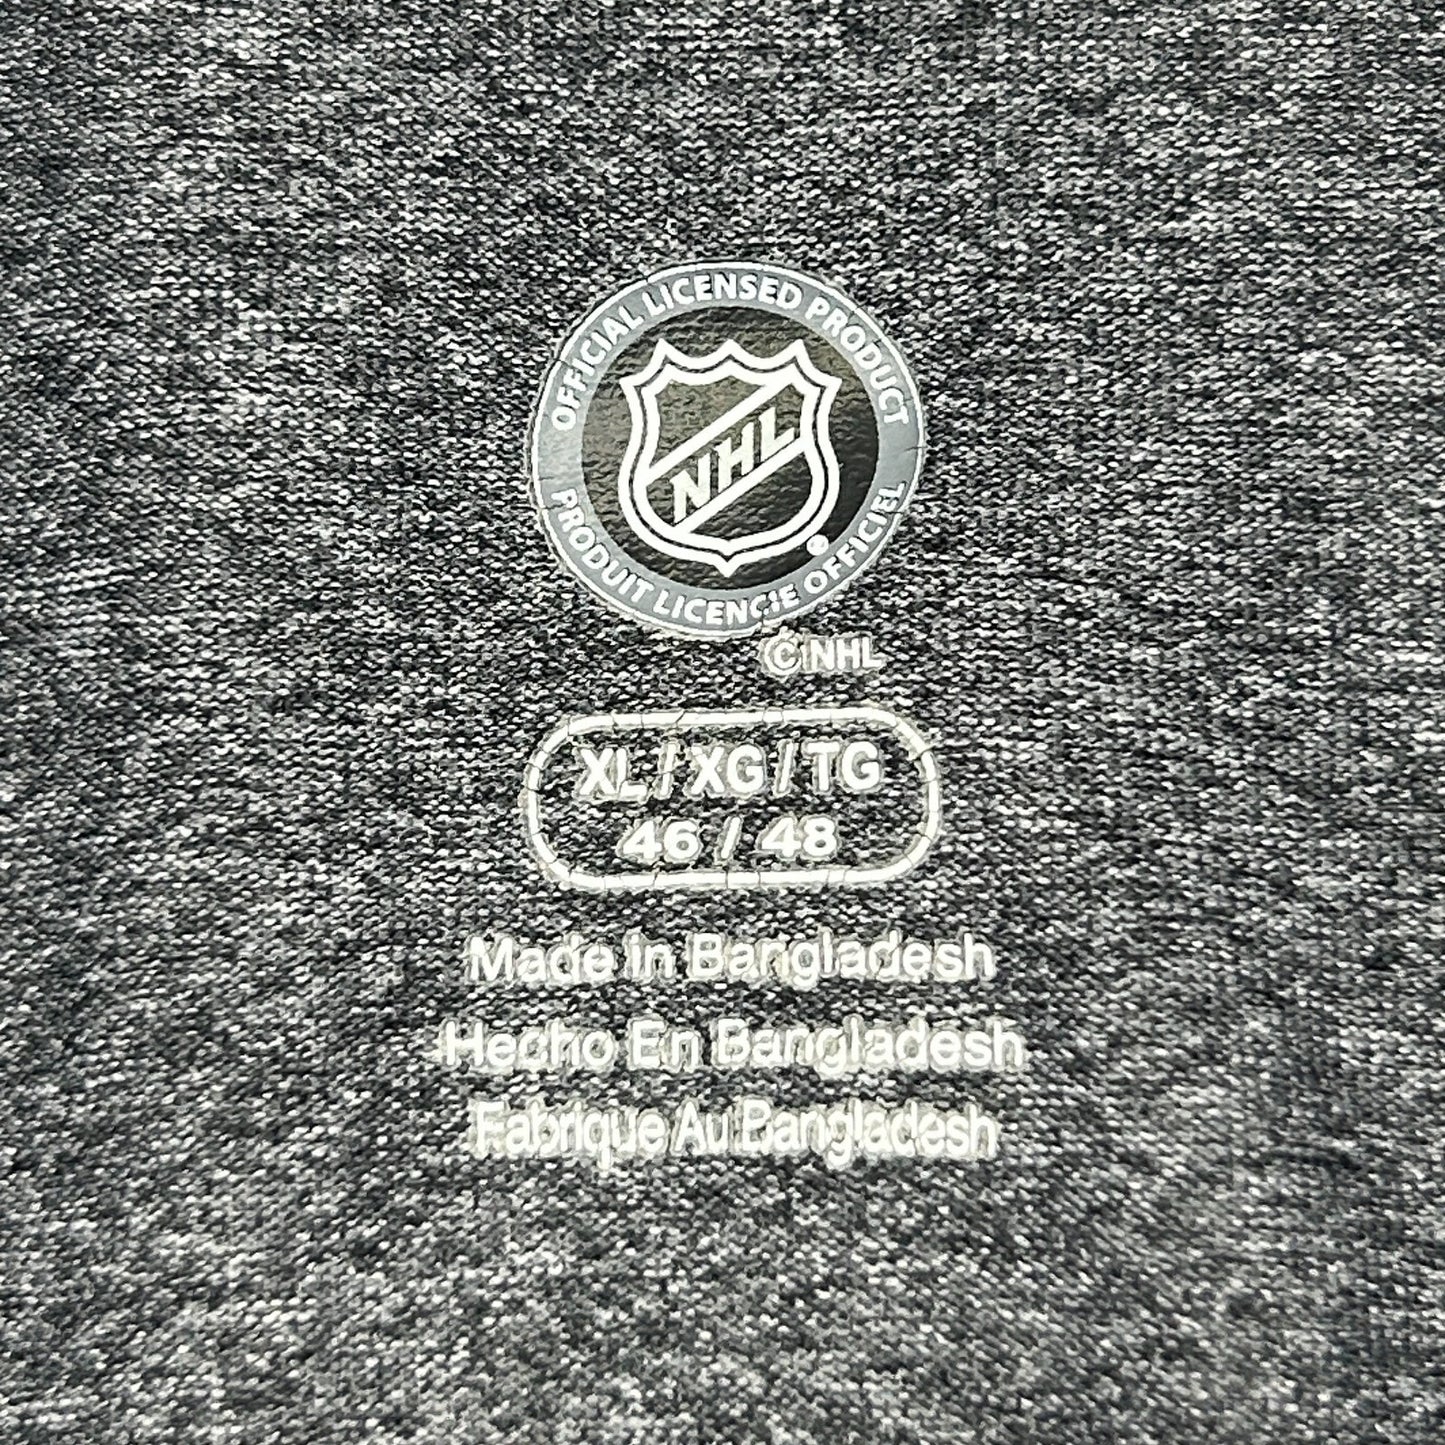 OFFICIAL LICENSED PRODUCT
NHL
®
PRODUIT LICENCIE OFFICIEL
©NHL
XL / XG / TG
46 / 48
Made in Bangladesh
Hecho En Bangladesh
Fabrique Au Bangladesh